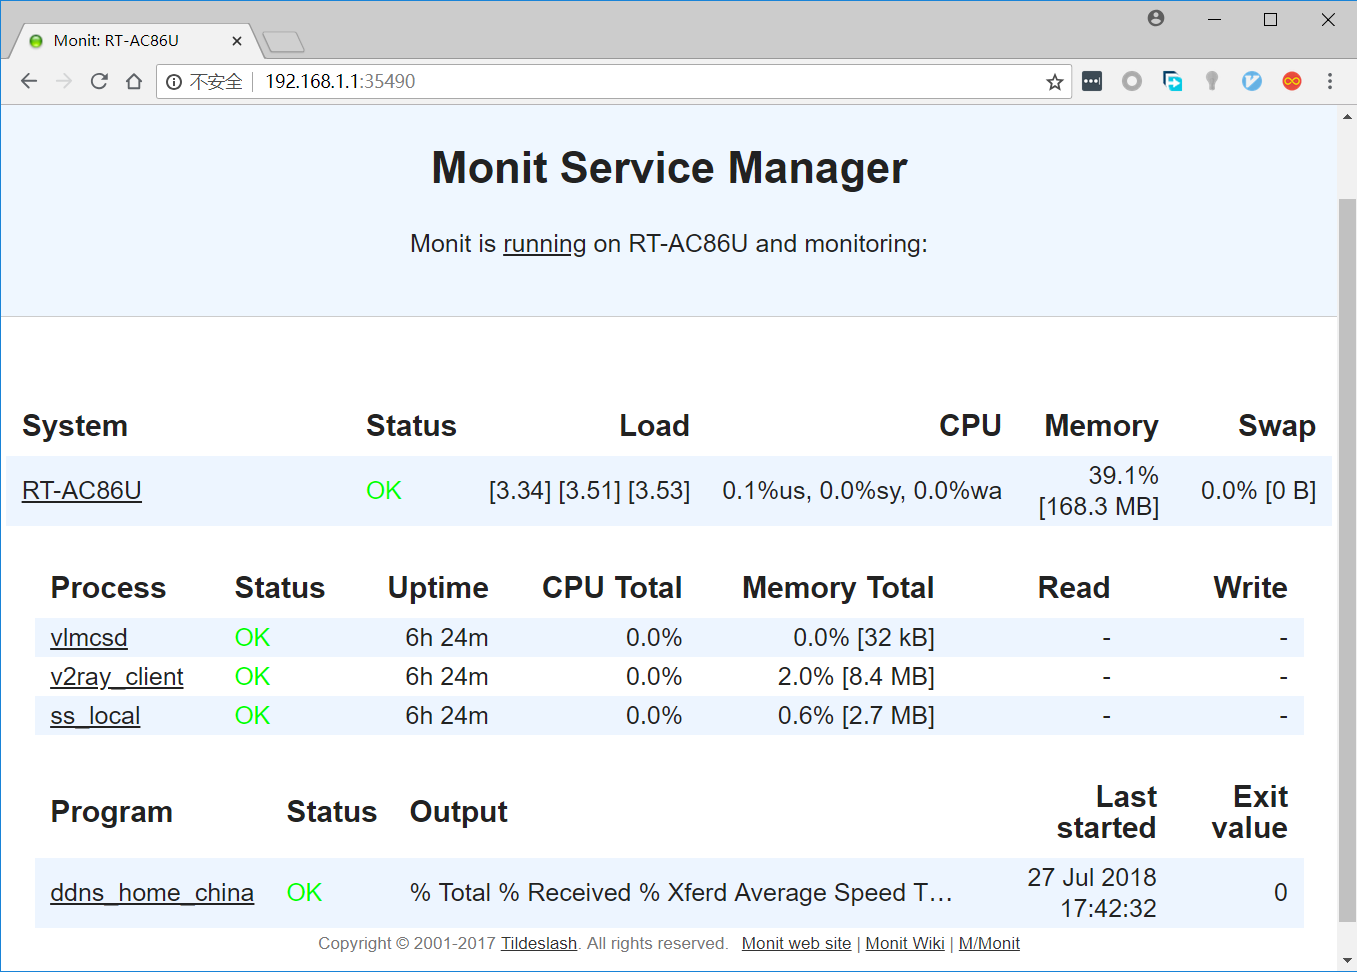 Monit: RT-AC86U
不安全 192.168.1.1:35490
Monit Service Manager
Monit is running on RT-AC86U and monitoring:
System Status Load CPU Memory Swap
RT-AC86U OK [3.34] [3.51] [3.53] 0.1%us, 0.0%sy, 0.0%wa 39.1% [168.3 MB] 0.0% [0 B]
Process Status Uptime CPU Total Memory Total Read Write
vlmcsd OK 6h 24m 0.0% 0.0% [32 kB] - -
v2ray_client OK 6h 24m 0.0% 2.0% [8.4 MB] - -
ss_local OK 6h 24m 0.0% 0.6% [2.7 MB] - -
Program Status Output Last started Exit value
ddns_home_china OK % Total % Received % Xferd Average Speed T… 27 Jul 2018 17:42:32 0
Copyright © 2001-2017 Tildeslash. All rights reserved. Monit web site | Monit Wiki | M/Monit